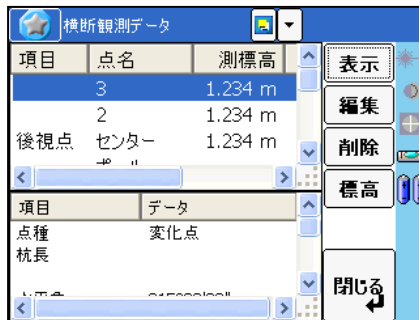 横断観測データ
項目 点名 測標高
3 1.234 m
2 1.234 m
後視点 センター 1.234 m
項目 データ
点種 変化点
杭長
表示
編集
削除
標高
閉じる